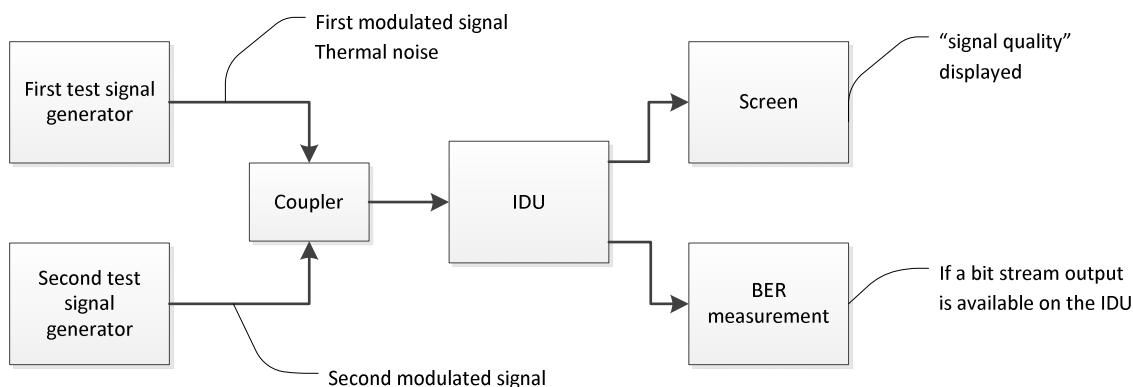 First modulated signal
Thermal noise
First test signal
generator
Screen
“signal quality”
displayed
Coupler
IDU
Second test
signal
generator
Second modulated signal
BER
measurement
If a bit stream output
is available on the IDU